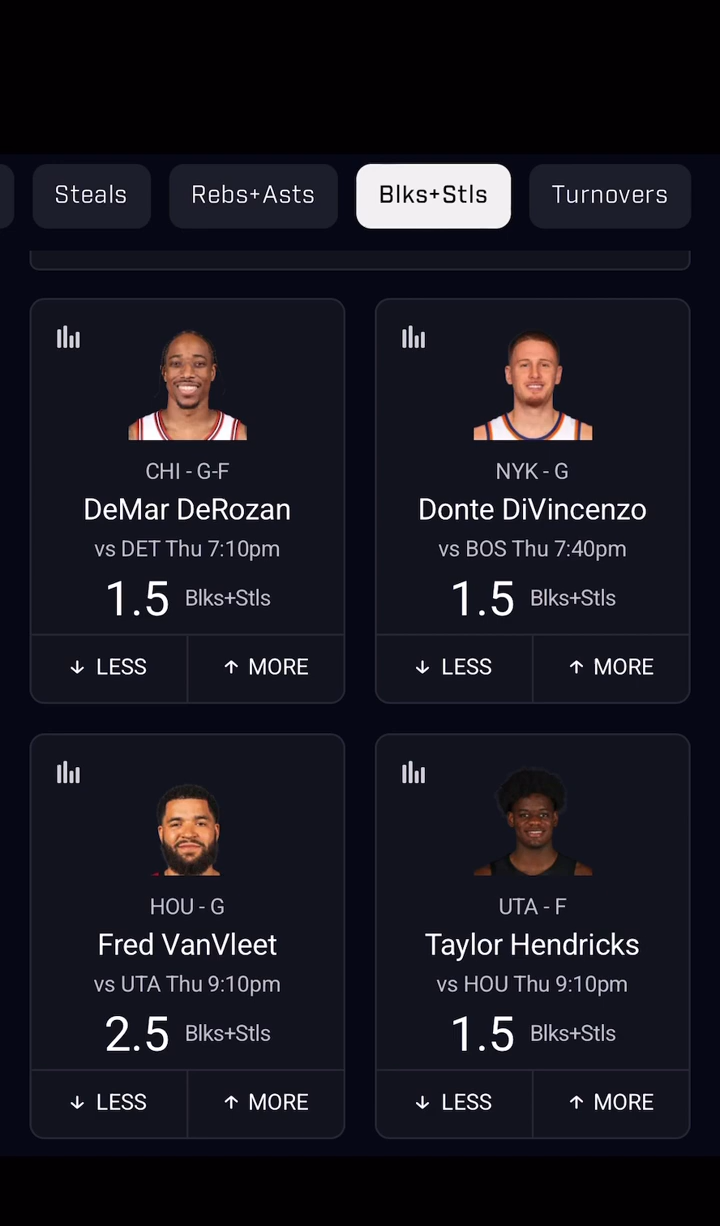 Steals Rebs+Asts Blks+Stls Turnovers
CHI - G-F
DeMar DeRozan
vs DET Thu 7:10pm
1.5 Blks+Stls
↓ LESS ↑ MORE
NYK - G
Donte DiVincenzo
vs BOS Thu 7:40pm
1.5 Blks+Stls
↓ LESS ↑ MORE
HOU - G
Fred VanVleet
vs UTA Thu 9:10pm
2.5 Blks+Stls
↓ LESS ↑ MORE
UTA - F
Taylor Hendricks
vs HOU Thu 9:10pm
1.5 Blks+Stls
↓ LESS ↑ MORE